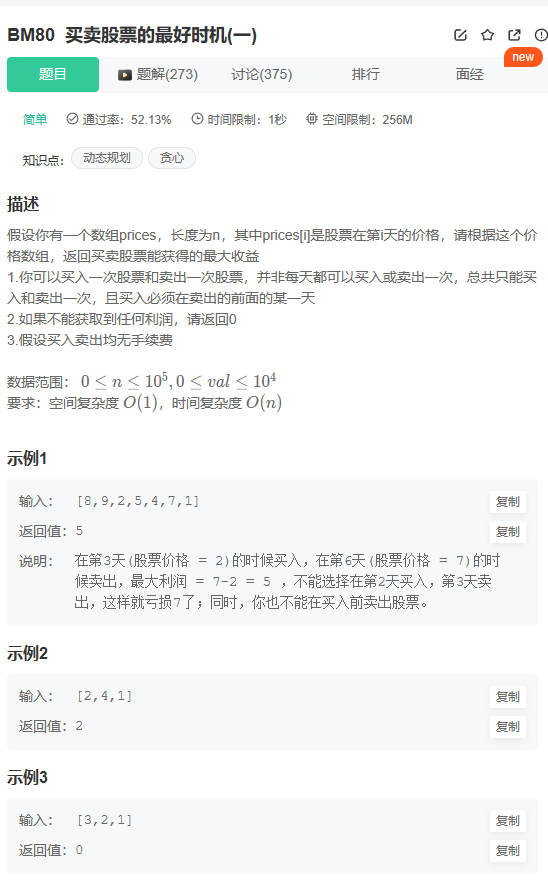 BM80 买卖股票的最好时机(一)
new
题目 题解(273) 讨论(375) 排行 面经
简单 通过率：52.13% 时间限制：1秒 空间限制：256M
知识点： 动态规划 贪心
描述
假设你有一个数组prices，长度为n，其中prices[i]是股票在第i天的价格，请根据这个价
格数组，返回买卖股票能获得的最大收益
1.你可以买入一次股票和卖出一次股票，并非每天都可以买入或卖出一次，总共只能买
入和卖出一次，且买入必须在卖出的前面的某一天
2.如果不能获取到任何利润，请返回0
3.假设买入卖出均无手续费
数据范围： 0 ≤ n ≤ 10⁵, 0 ≤ val ≤ 10⁴
要求：空间复杂度 O(1)，时间复杂度 O(n)
示例1
输入： [8,9,2,5,4,7,1] 复制
返回值：5 复制
说明： 在第3天(股票价格 = 2)的时候买入，在第6天(股票价格 = 7)的时
候卖出，最大利润 = 7-2 = 5 ，不能选择在第2天买入，第3天卖
出，这样就亏损7了；同时，你也不能在买入前卖出股票。
示例2
输入： [2,4,1] 复制
返回值：2 复制
示例3
输入： [3,2,1] 复制
返回值：0 复制